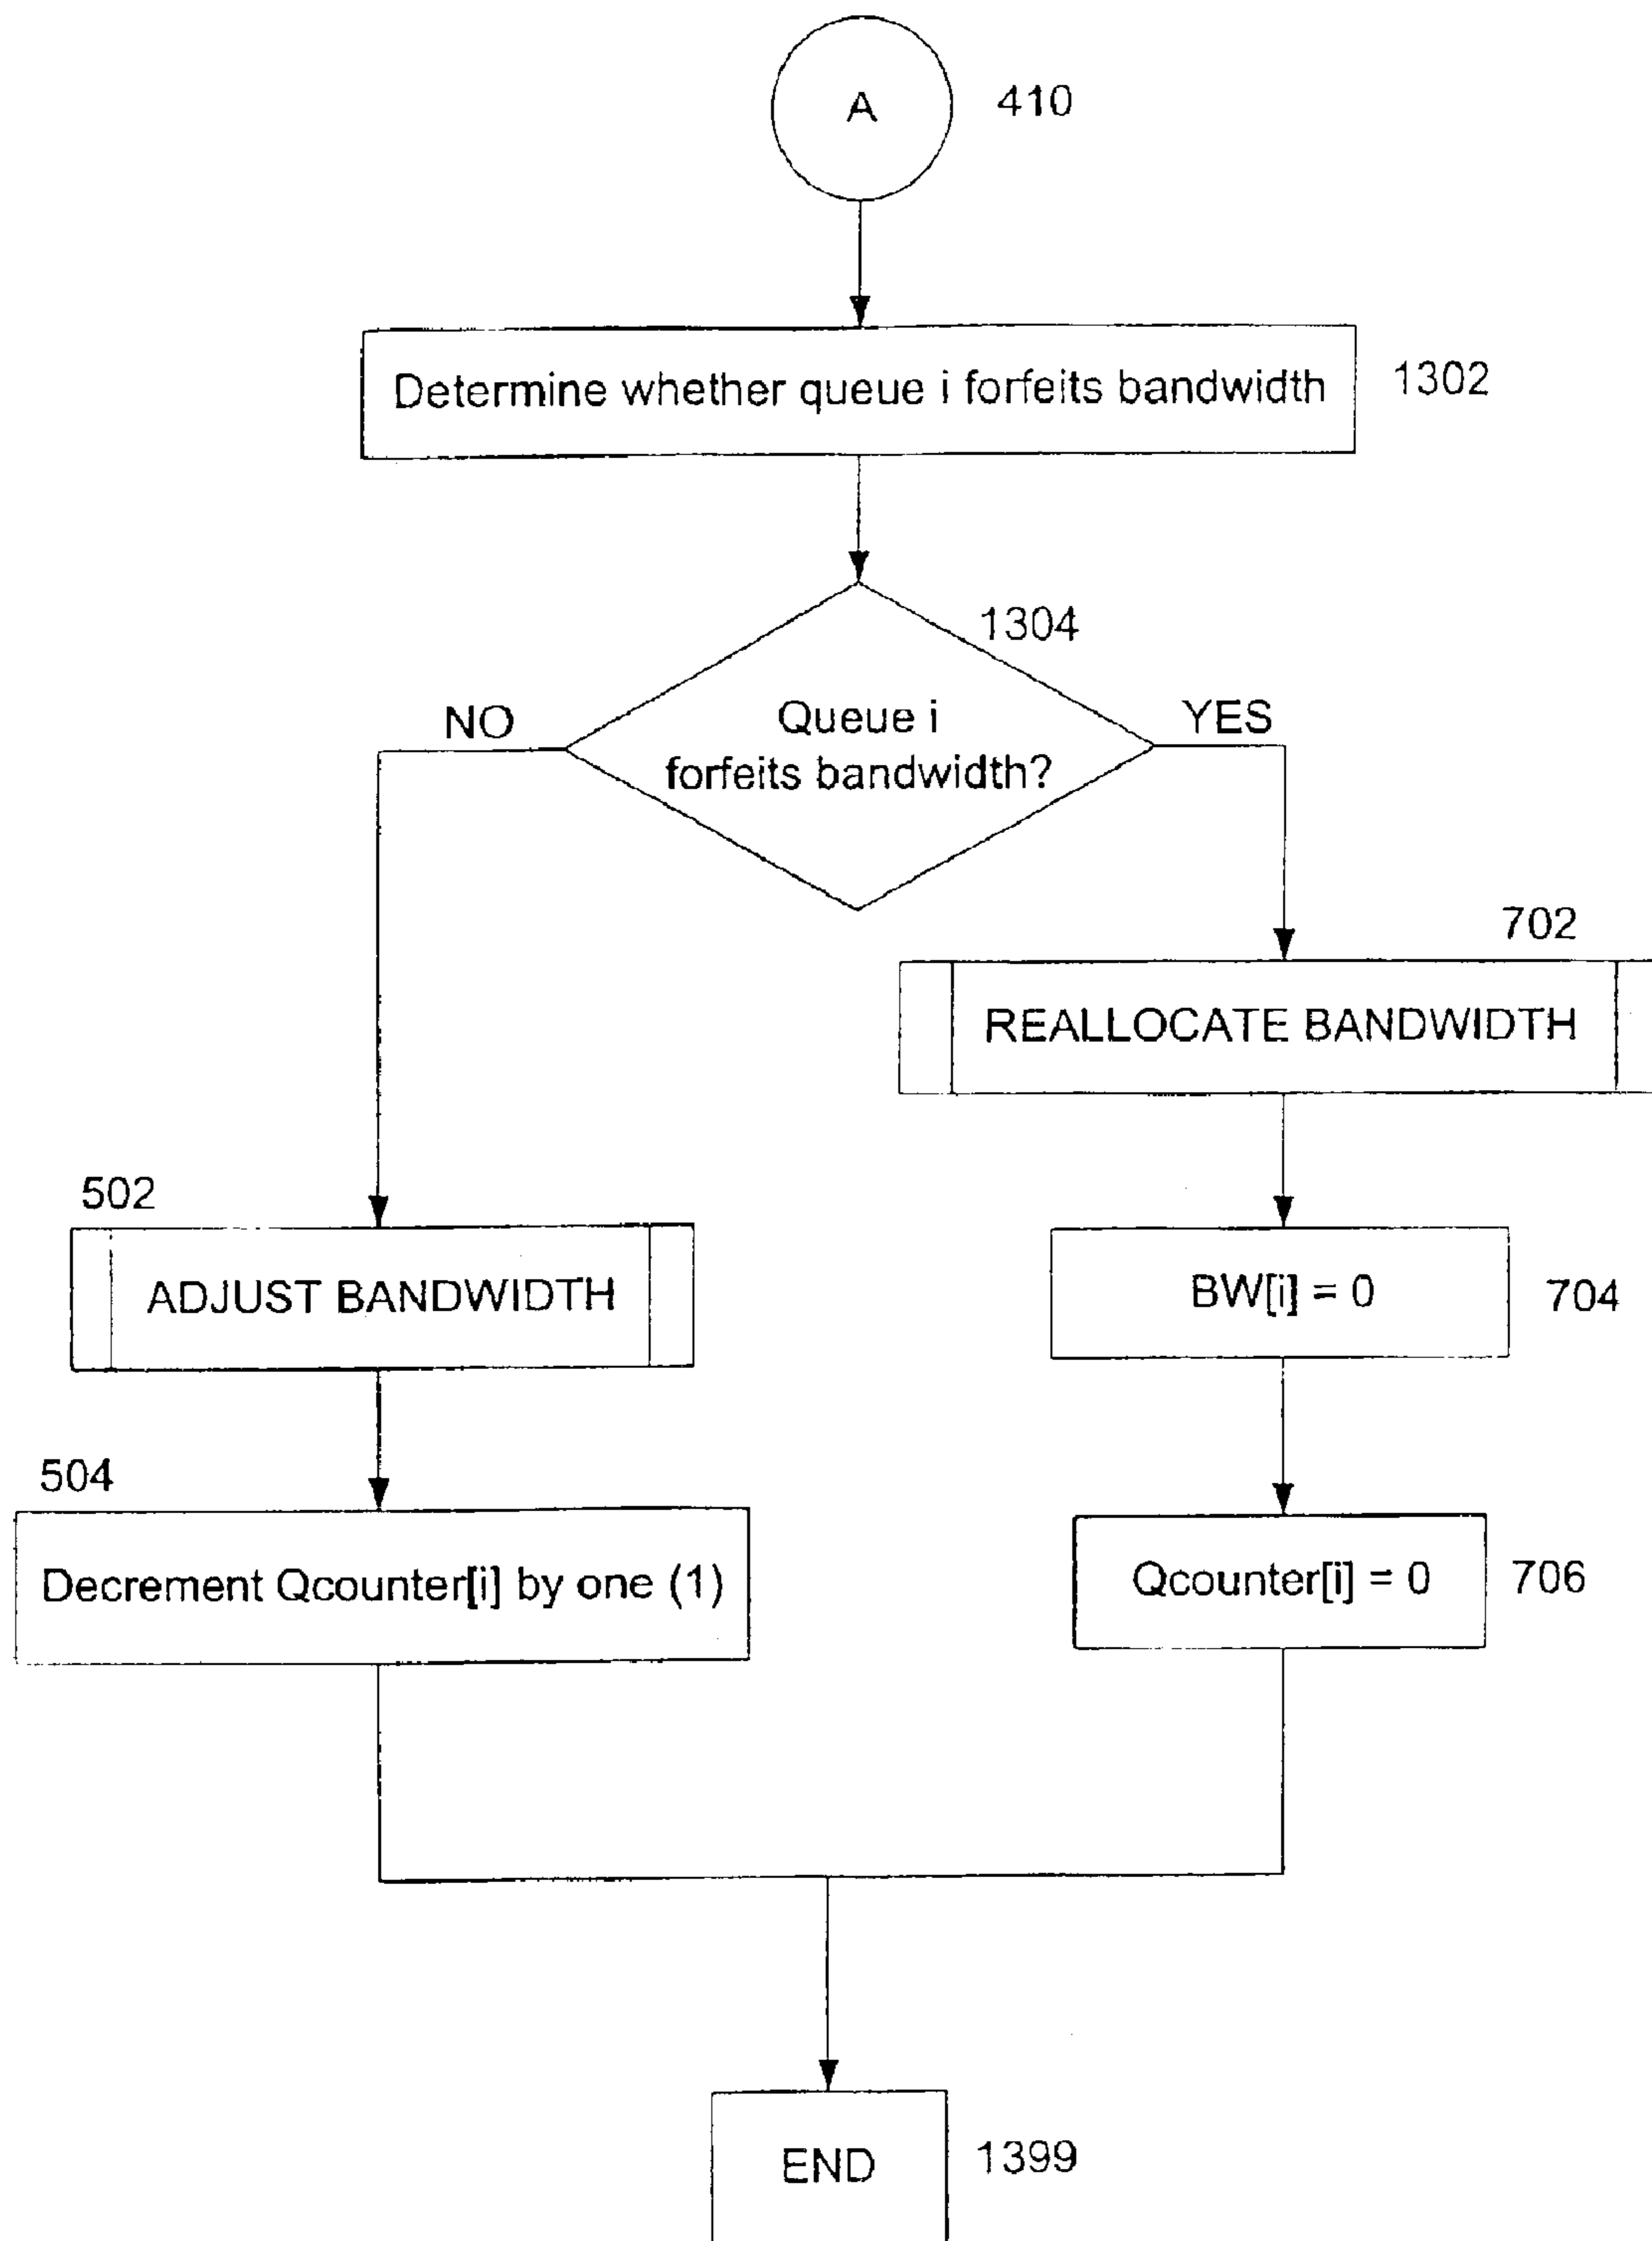 A
410
Determine whether queue i forfeits bandwidth
1302
1304
NO
Queue i
forfeits bandwidth?
YES
702
REALLOCATE BANDWIDTH
502
ADJUST BANDWIDTH
BW[i] = 0
704
504
Decrement Qcounter[i] by one (1)
Qcounter[i] = 0
706
END
1399